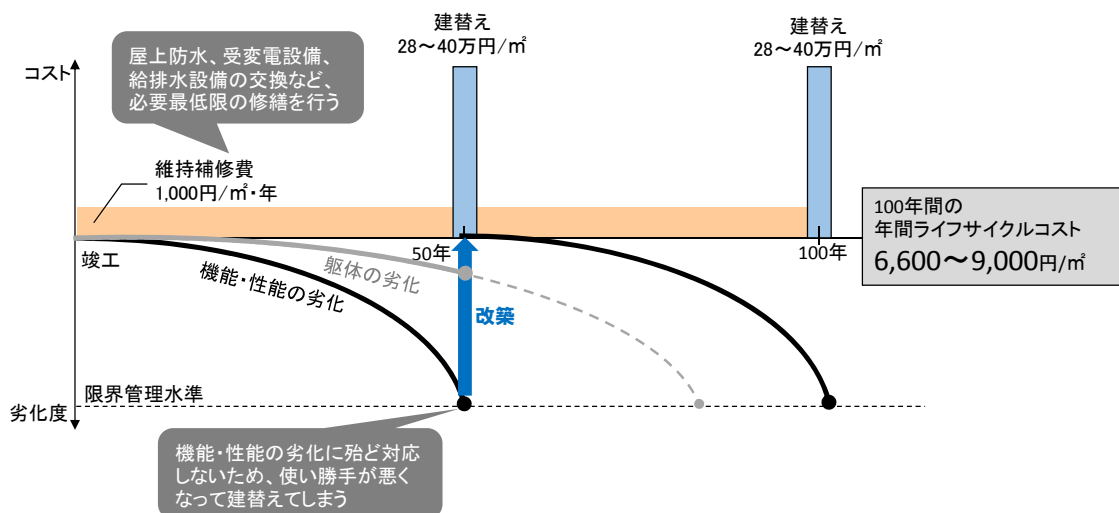 建替え
28～40万円/㎡
建替え
28～40万円/㎡
屋上防水、受変電設備、
給排水設備の交換など、
必要最低限の修繕を行う
コスト
維持補修費
1,000円/㎡・年
100年間の
年間ライフサイクルコスト
6,600～9,000円/㎡
竣工
50年
100年
機能・性能の劣化
躯体の劣化
改築
限界管理水準
劣化度
機能・性能の劣化に殆ど対応
しないため、使い勝手が悪く
なって建替えてしまう